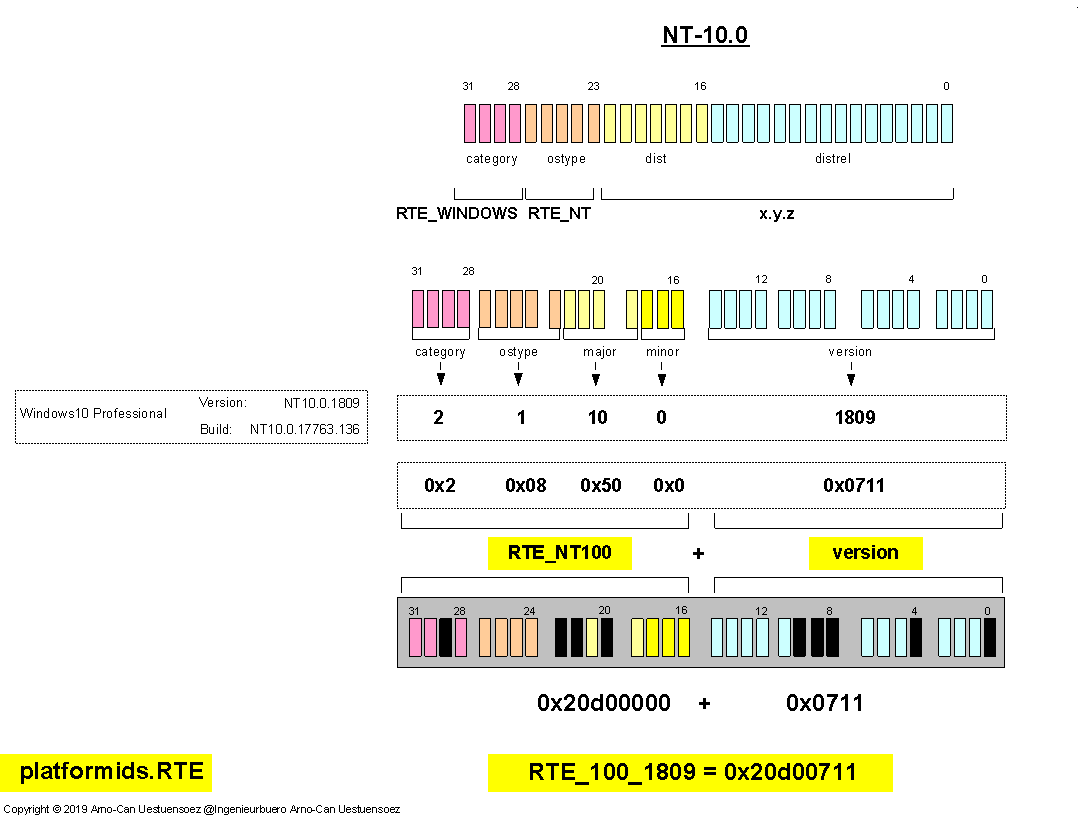 NT-10.0
31 28 23 16 0
category ostype dist distrel
RTE_WINDOWS RTE_NT x.y.z
31 28 20 16 12 8 4 0
category ostype major minor version
Windows10 Professional
Version: NT10.0.1809
Build: NT10.0.17763.136
2 1 10 0 1809
0x2 0x08 0x50 0x0 0x0711
RTE_NT100 + version
31 28 24 20 16 12 8 4 0
0x20d00000 + 0x0711
platformids.RTE
RTE_100_1809 = 0x20d00711
Copyright © 2019 Arno-Can Uestuensoez @Ingenieurbuero Arno-Can Uestuensoez